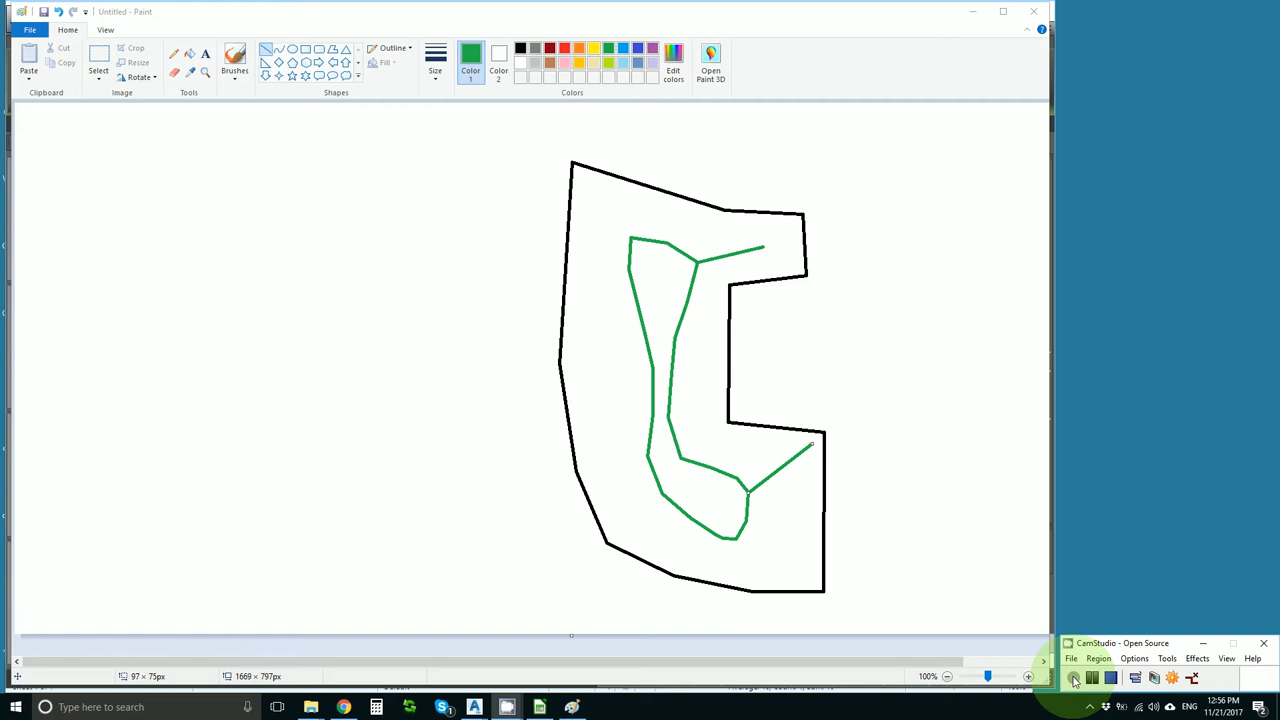 Untitled - Paint
File Home View
Paste
Cut
Copy
Clipboard
Select
Crop
Resize
Rotate
Image
A
Tools
Brushes
Outline
Fill
Shapes
Size
Color 1
Color 2
Edit colors
Colors
Open Paint 3D
97 × 75px
1669 × 797px
100%
CamStudio - Open Source
File Region Options Tools Effects View Help
Type here to search
12:56 PM
11/21/2017